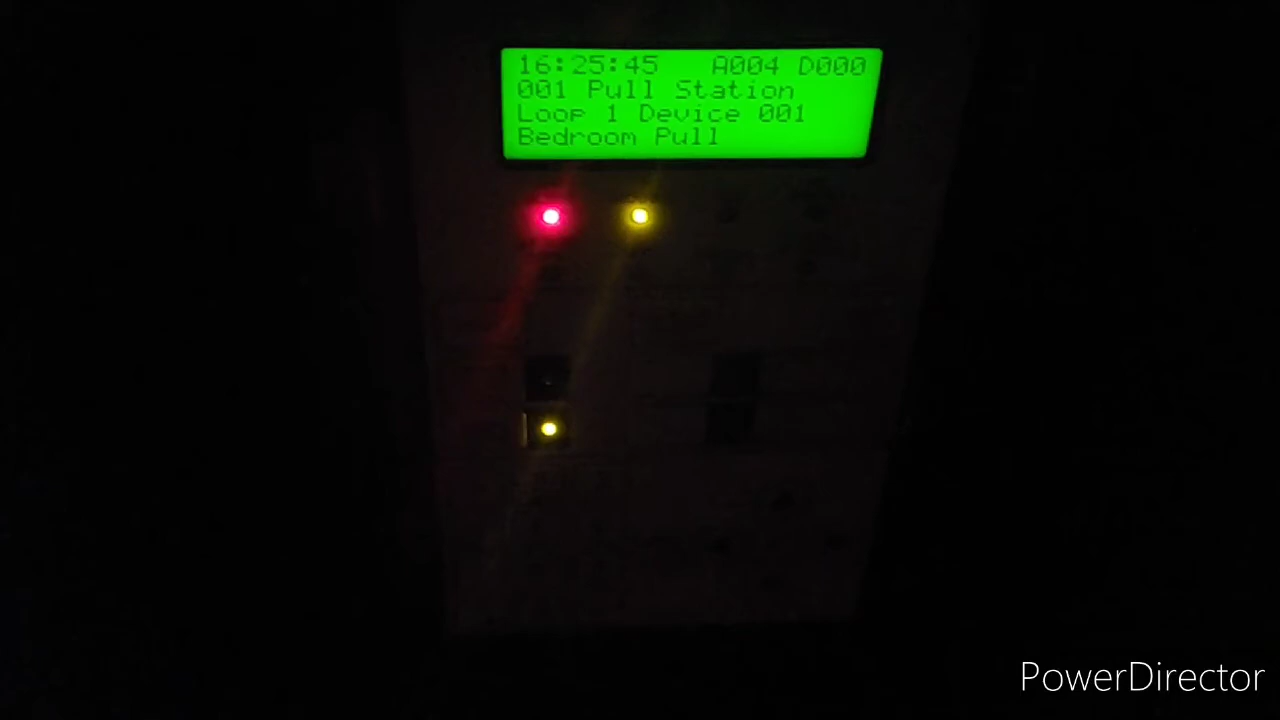 16:25:45 A004 D000
001 Pull Station
Loop 1 Device 001
Bedroom Pull
PowerDirector